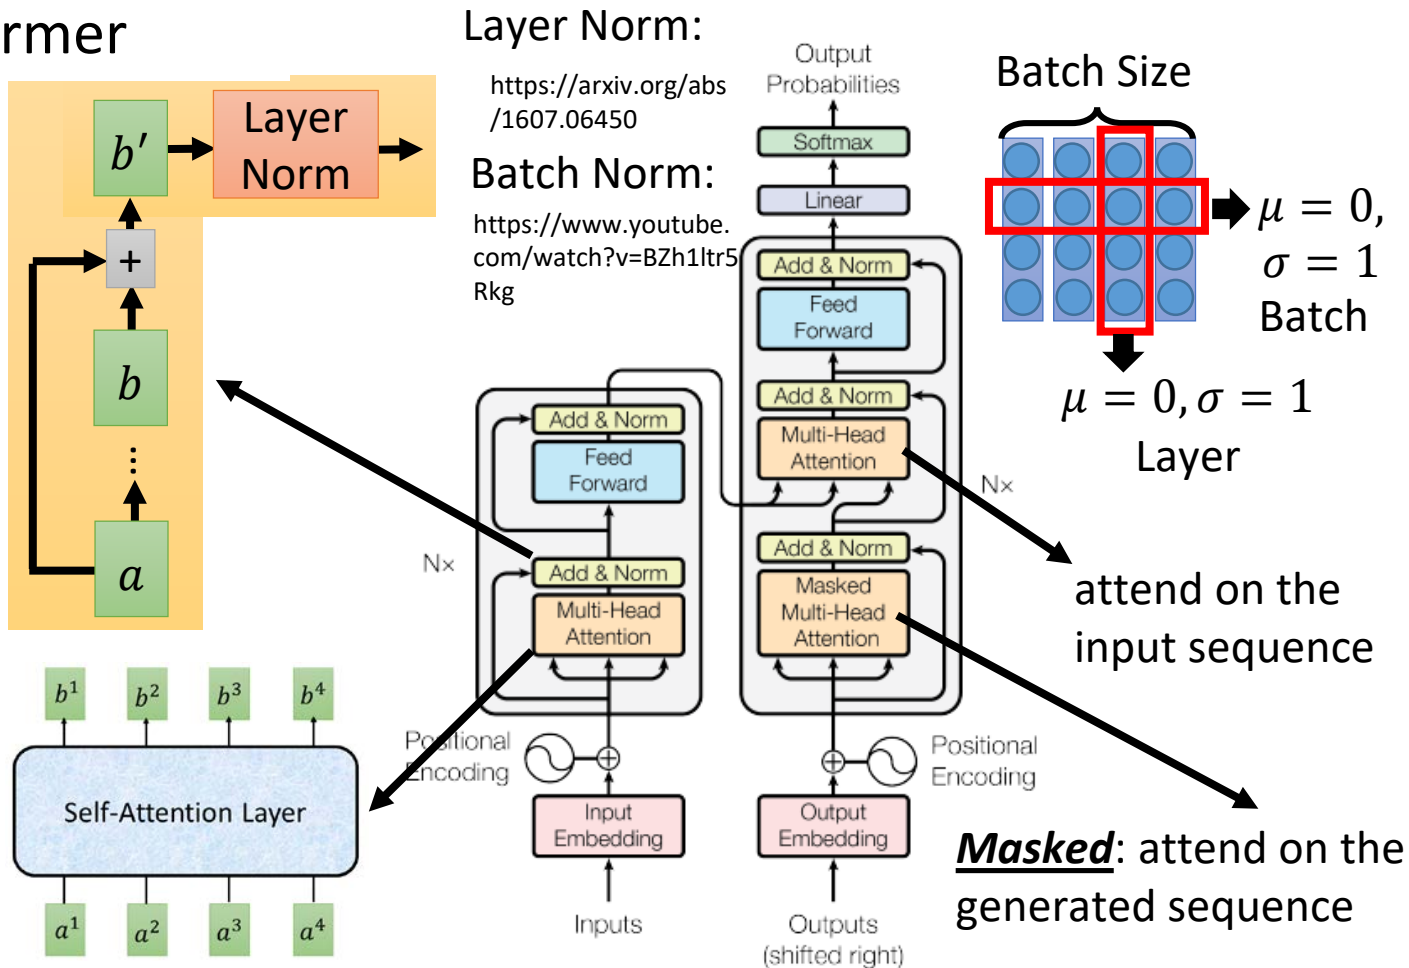 rmer
Layer Norm:
https://arxiv.org/abs
/1607.06450
Batch Norm:
https://www.youtube.
com/watch?v=BZh1ltr5
Rkg
b′
Layer
Norm
+
b
...
a
b¹ b² b³ b⁴
Self-Attention Layer
a¹ a² a³ a⁴
Output
Probabilities
Softmax
Linear
Add & Norm
Feed
Forward
Add & Norm
Multi-Head
Attention
N×
Add & Norm
Masked
Multi-Head
Attention
Positional
Encoding
Output
Embedding
Outputs
(shifted right)
Add & Norm
Feed
Forward
N×
Add & Norm
Multi-Head
Attention
Positional
Encoding
Input
Embedding
Inputs
Batch Size
μ = 0,
σ = 1
Batch
μ = 0, σ = 1
Layer
attend on the
input sequence
Masked: attend on the
generated sequence